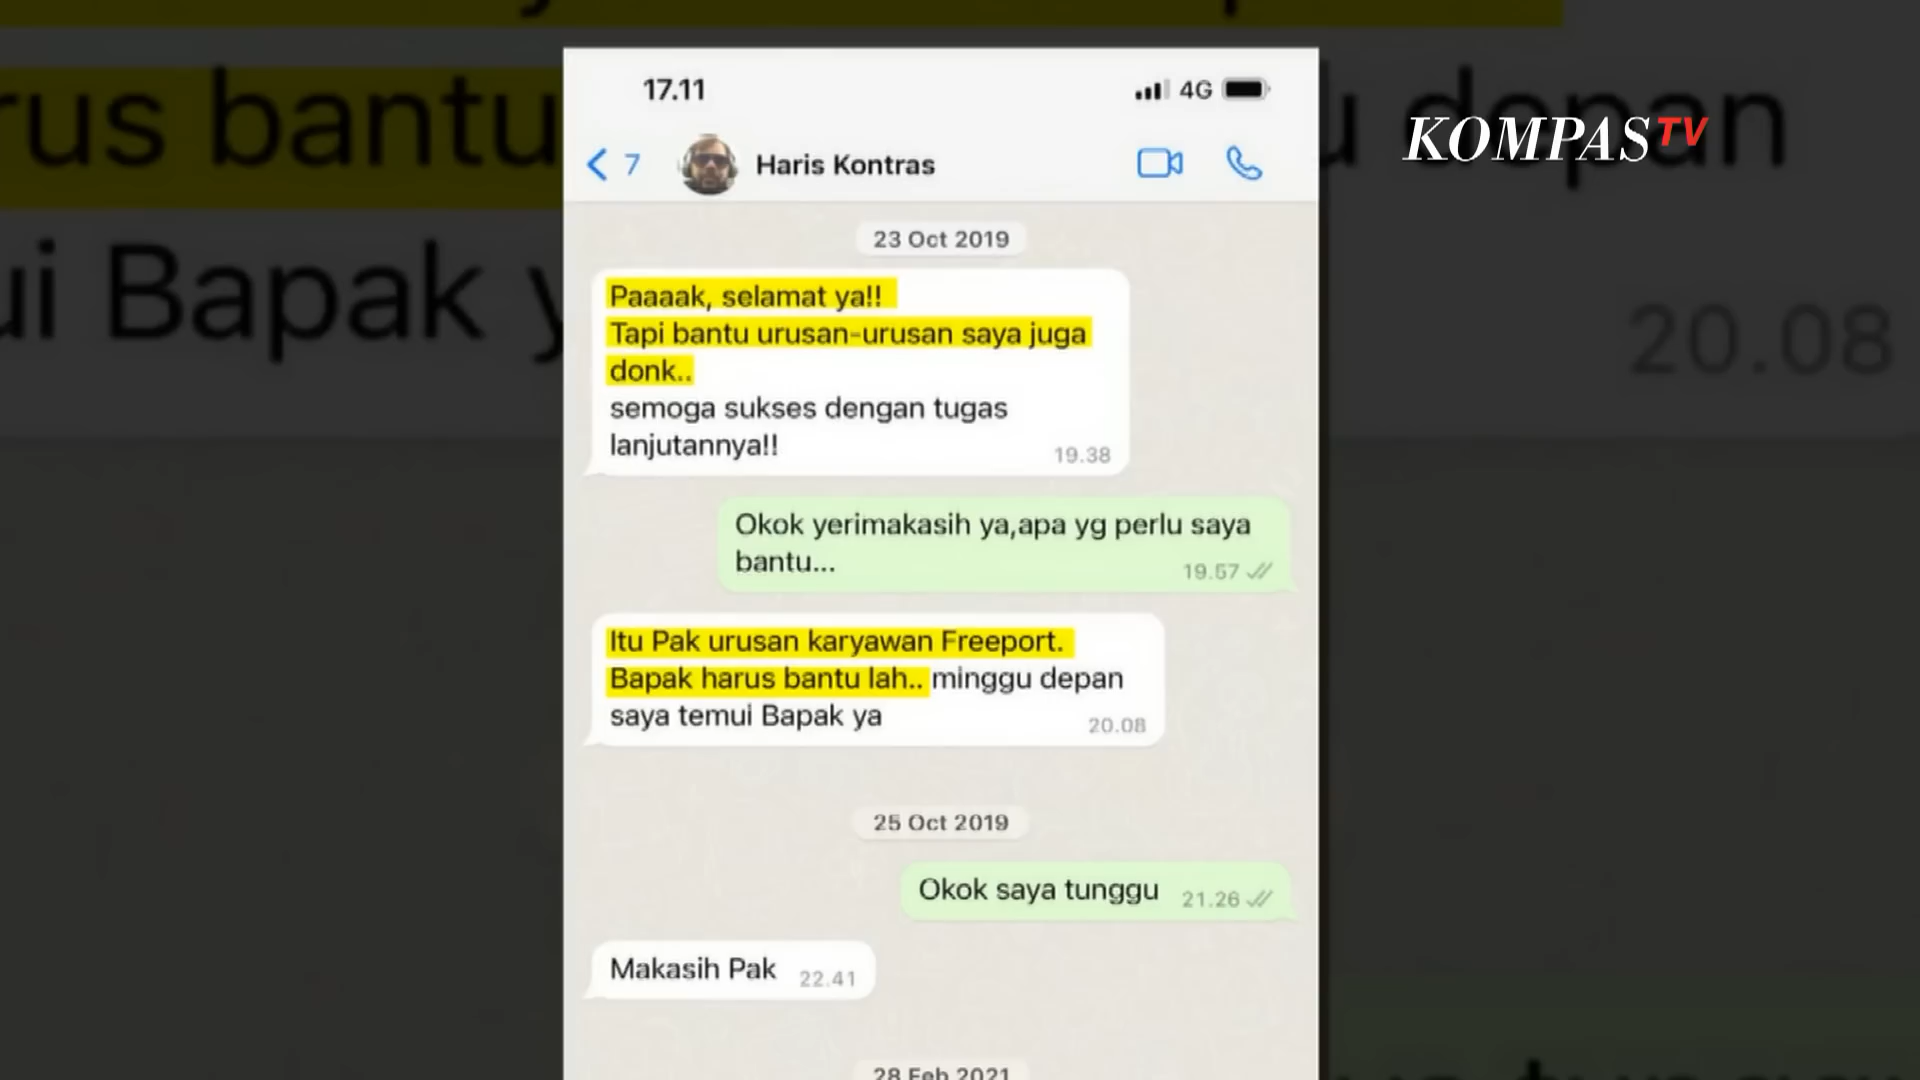 rus bantu
u depan
ui Bapak y
20.08
KOMPAS TV
17.11
4G
7
Haris Kontras
23 Oct 2019
Paaaak, selamat ya!!
Tapi bantu urusan-urusan saya juga
donk..
semoga sukses dengan tugas
lanjutannya!!
19.38
Okok yerimakasih ya,apa yg perlu saya
bantu...
19.57
Itu Pak urusan karyawan Freeport.
Bapak harus bantu lah.. minggu depan
saya temui Bapak ya
20.08
25 Oct 2019
Okok saya tunggu
21.26
Makasih Pak
22.41
28 Feb 2021